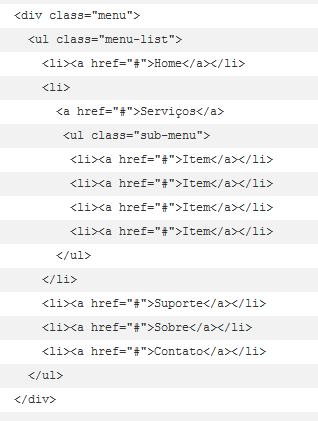 <div class="menu">
<ul class="menu-list">
<li><a href="#">Home</a></li>
<li>
<a href="#">Serviços</a>
<ul class="sub-menu">
<li><a href="#">Item</a></li>
<li><a href="#">Item</a></li>
<li><a href="#">Item</a></li>
<li><a href="#">Item</a></li>
</ul>
</li>
<li><a href="#">Suporte</a></li>
<li><a href="#">Sobre</a></li>
<li><a href="#">Contato</a></li>
</ul>
</div>